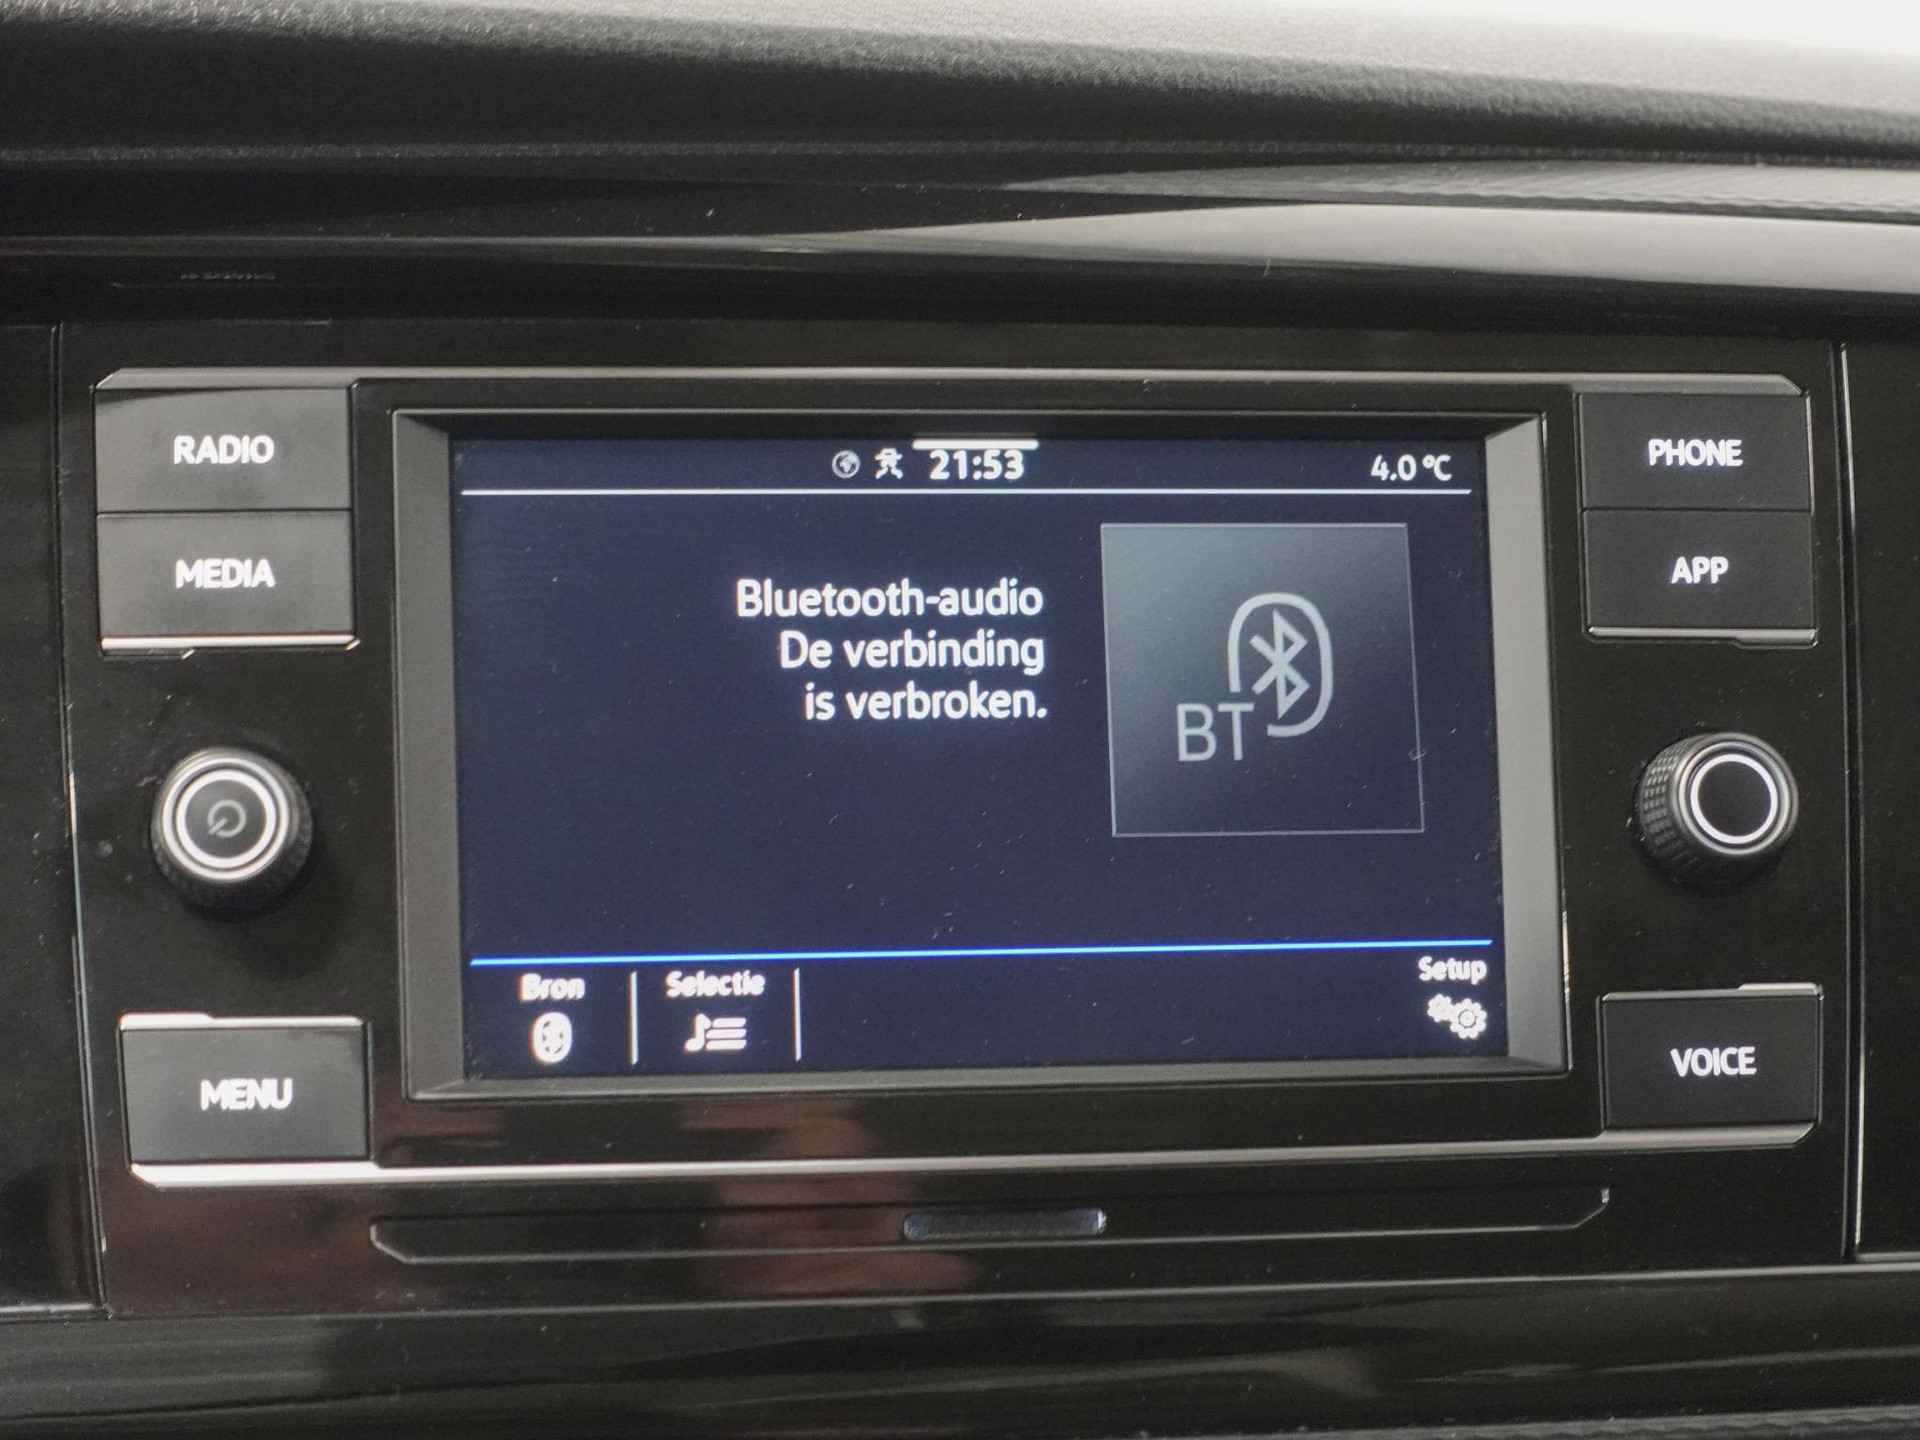 RADIO
MEDIA
MENU
21:53
4.0 °C
Bluetooth-audio
De verbinding
is verbroken.
BT
Bron
Selectie
Setup
PHONE
APP
VOICE